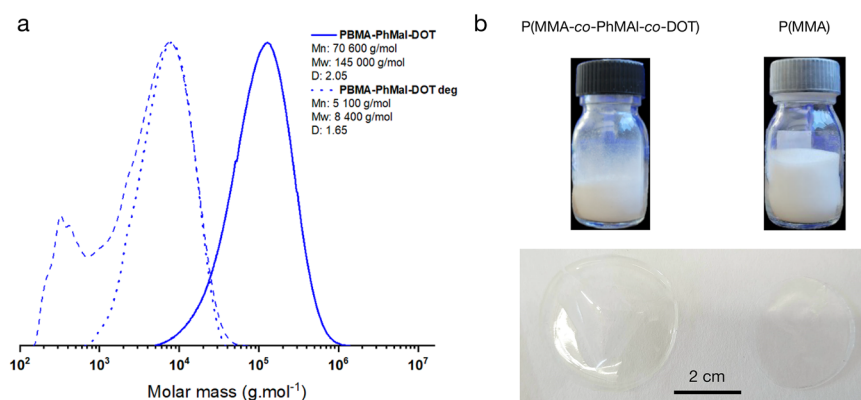 a
PBMA-PhMal-DOT
Mn: 70 600 g/mol
Mw: 145 000 g/mol
D: 2.05
PBMA-PhMal-DOT deg
Mn: 5 100 g/mol
Mw: 8 400 g/mol
D: 1.65
10² 10³ 10⁴ 10⁵ 10⁶ 10⁷
Molar mass (g.mol⁻¹)
b
P(MMA-co-PhMAl-co-DOT) P(MMA)
2 cm